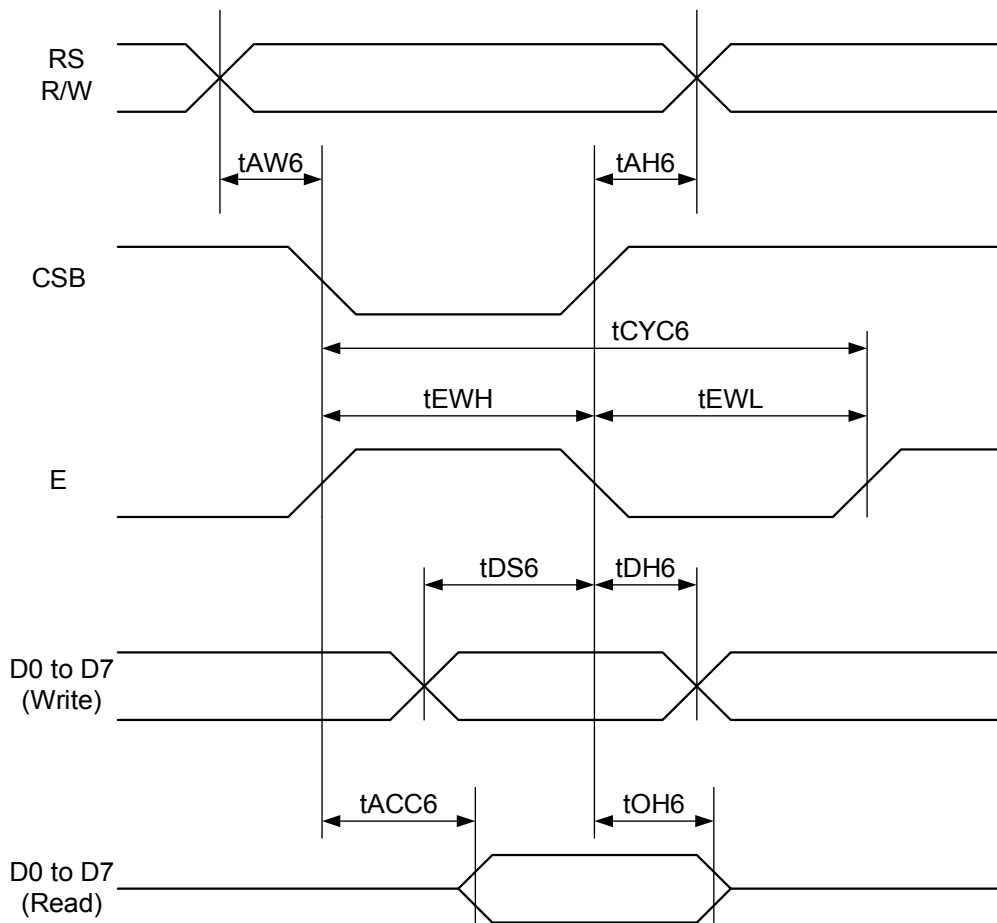 RS
R/W
tAW6
tAH6
CSB
tCYC6
tEWH
tEWL
E
tDS6
tDH6
D0 to D7
(Write)
tACC6
tOH6
D0 to D7
(Read)